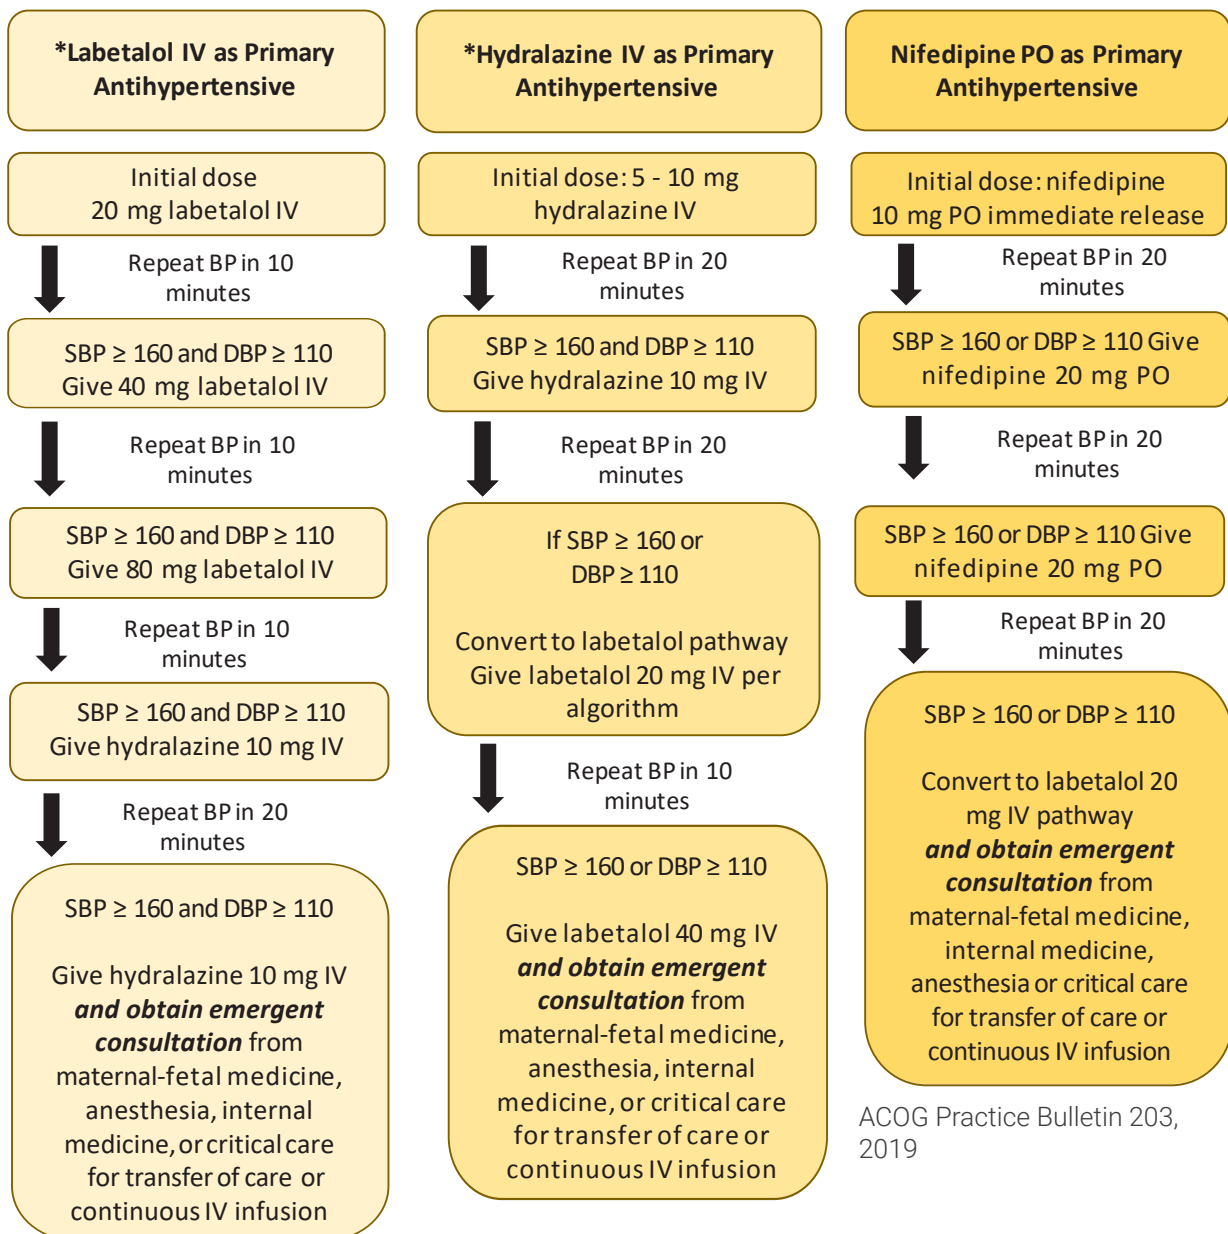 *Labetalol IV as Primary
Antihypertensive
Initial dose
20 mg labetalol IV
Repeat BP in 10
minutes
SBP ≥ 160 and DBP ≥ 110
Give 40 mg labetalol IV
Repeat BP in 10
minutes
SBP ≥ 160 and DBP ≥ 110
Give 80 mg labetalol IV
Repeat BP in 10
minutes
SBP ≥ 160 and DBP ≥ 110
Give hydralazine 10 mg IV
Repeat BP in 20
minutes
SBP ≥ 160 and DBP ≥ 110
Give hydralazine 10 mg IV
and obtain emergent
consultation from
maternal-fetal medicine,
anesthesia, internal
medicine, or critical care
for transfer of care or
continuous IV infusion
*Hydralazine IV as Primary
Antihypertensive
Initial dose: 5 - 10 mg
hydralazine IV
Repeat BP in 20
minutes
SBP ≥ 160 and DBP ≥ 110
Give hydralazine 10 mg IV
Repeat BP in 20
minutes
If SBP ≥ 160 or
DBP ≥ 110
Convert to labetalol pathway
Give labetalol 20 mg IV per
algorithm
Repeat BP in 10
minutes
SBP ≥ 160 or DBP ≥ 110
Give labetalol 40 mg IV
and obtain emergent
consultation from
maternal-fetal medicine,
anesthesia, internal
medicine, or critical care
for transfer of care or
continuous IV infusion
Nifedipine PO as Primary
Antihypertensive
Initial dose: nifedipine
10 mg PO immediate release
Repeat BP in 20
minutes
SBP ≥ 160 or DBP ≥ 110 Give
nifedipine 20 mg PO
Repeat BP in 20
minutes
SBP ≥ 160 or DBP ≥ 110 Give
nifedipine 20 mg PO
Repeat BP in 20
minutes
SBP ≥ 160 or DBP ≥ 110
Convert to labetalol 20
mg IV pathway
and obtain emergent
consultation from
maternal-fetal medicine,
internal medicine,
anesthesia or critical care
for transfer of care or
continuous IV infusion
ACOG Practice Bulletin 203,
2019